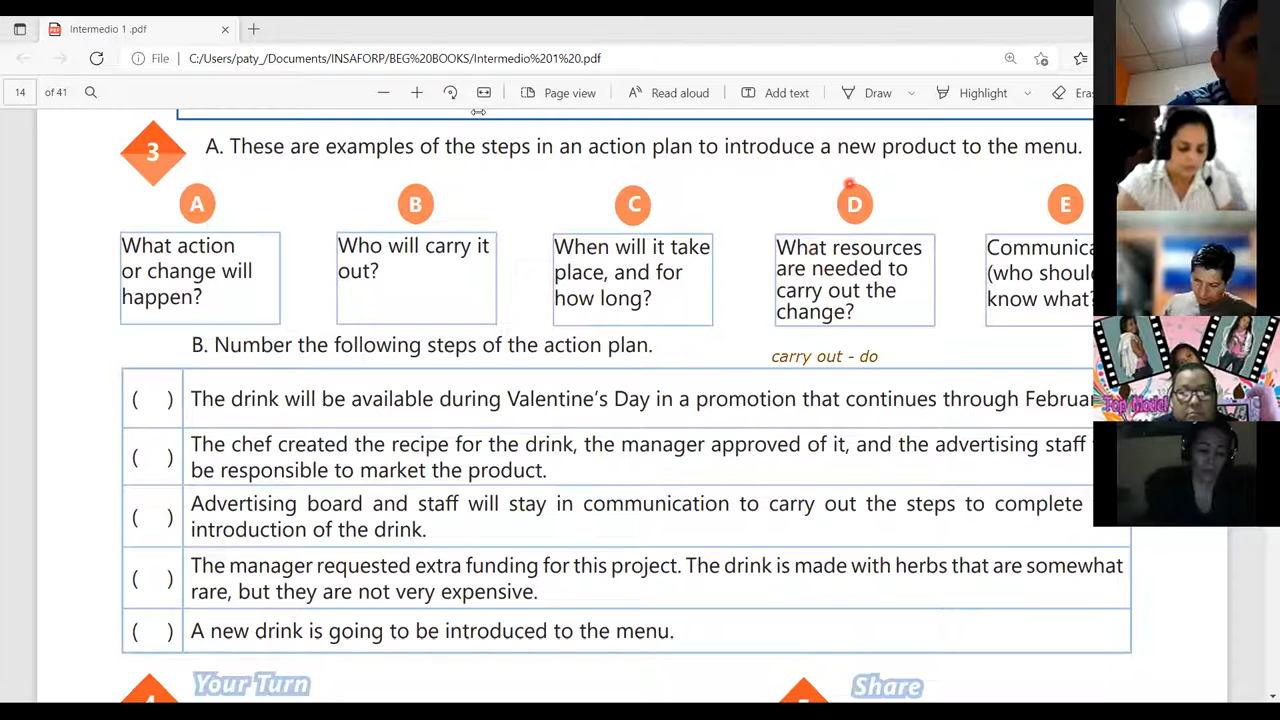 Intermedio 1 .pdf
File C:/Users/paty_/Documents/INSAFORP/BEG%20BOOKS/Intermedio%201%20.pdf
14 of 41 Page view Read aloud Add text Draw Highlight
3 A. These are examples of the steps in an action plan to introduce a new product to the menu.
A B C D E
What action
or change will
happen?
Who will carry it
out?
When will it take
place, and for
how long?
What resources
are needed to
carry out the
change?
(who
know what?
B. Number the following steps of the action plan.
carry out - do
( ) The drink will be available during Valentine's Day in a promotion that continues through
( ) The chef created the recipe for the drink, the manager approved of it, and the advertising staff
be responsible to market the product.
( ) Advertising board and staff will stay in communication to carry out the steps to complete
introduction of the drink.
( ) The manager requested extra funding for this project. The drink is made with herbs that are somewhat
rare, but they are not very expensive.
( ) A new drink is going to be introduced to the menu.
Your Turn
Share
Top Model